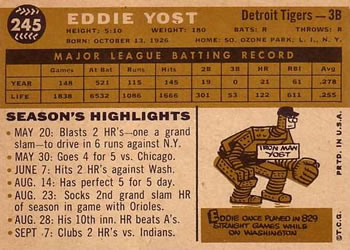 245
EDDIE YOST
Detroit Tigers — 3B
HEIGHT: 5:10 WEIGHT: 180 BATS: R THROWS: R
BORN: OCTOBER 13, 1926 HOME: SO. OZONE PARK, L. I., N. Y.
MAJOR LEAGUE BATTING RECORD
Games At Bat Runs Hits 2B 3B HR RBI B.Avg.
YEAR 148 521 115 145 19 0 21 61 .278
LIFE 1838 6532 1086 1666 301 53 122 611 .255
SEASON'S HIGHLIGHTS
• MAY 20: Blasts 2 HR's—one a grand
slam—to drive in 6 runs against N.Y.
• MAY 30: Goes 4 for 5 vs. Chicago.
• JUNE 7: Hits 2 HR's against Wash.
• AUG. 14: Has perfect 5 for 5 day.
• AUG. 23: Socks 2nd grand slam HR
of season in game with Orioles.
• AUG. 28: His 10th inn. HR beats A's.
• SEPT. 7: Clubs 2 HR's vs. Indians.
IRON MAN
YOST
EDDIE ONCE PLAYED IN 829
STRAIGHT GAMES WHILE
ON WASHINGTON
©T.C.G.
PRTD. IN U.S.A.